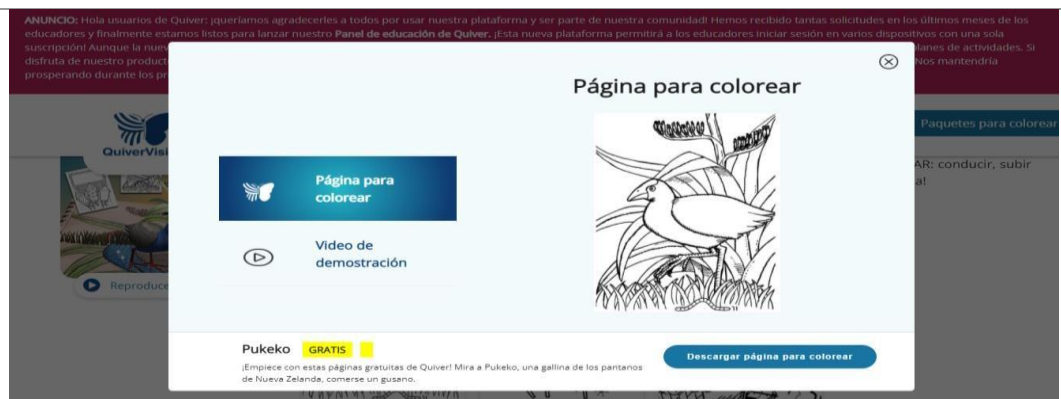 ANUNCIO: Hola usuarios de Quiver: ¡queríamos agradecerles a todos por usar nuestra plataforma y ser parte de nuestra comunidad! Hemos recibido tantas solicitudes en los últimos meses de los
educadores y finalmente estamos listos para lanzar nuestro Panel de educación de Quiver. ¡Esta nueva plataforma permitirá a los educadores iniciar sesión en varios dispositivos con una sola
suscripción! Aunque la nuev
planes de actividades. Si
disfruta de nuestro product
Nos mantendría
prosperando durante los pr
Página para colorear
QuiverVisi
Paquetes para colorear
AR: conducir, subir
a!
Página para
colorear
Video de
demostración
Reproduce
Pukeko GRATIS
¡Empiece con estas páginas gratuitas de Quiver! Mira a Pukeko, una gallina de los pantanos
de Nueva Zelanda, comerse un gusano.
Descargar página para colorear